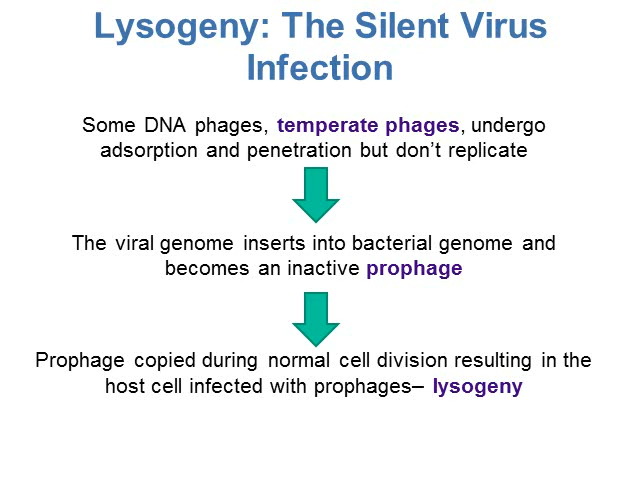 Lysogeny: The Silent Virus
Infection
Some DNA phages, temperate phages, undergo
adsorption and penetration but don’t replicate
The viral genome inserts into bacterial genome and
becomes an inactive prophage
Prophage copied during normal cell division resulting in the
host cell infected with prophages– lysogeny